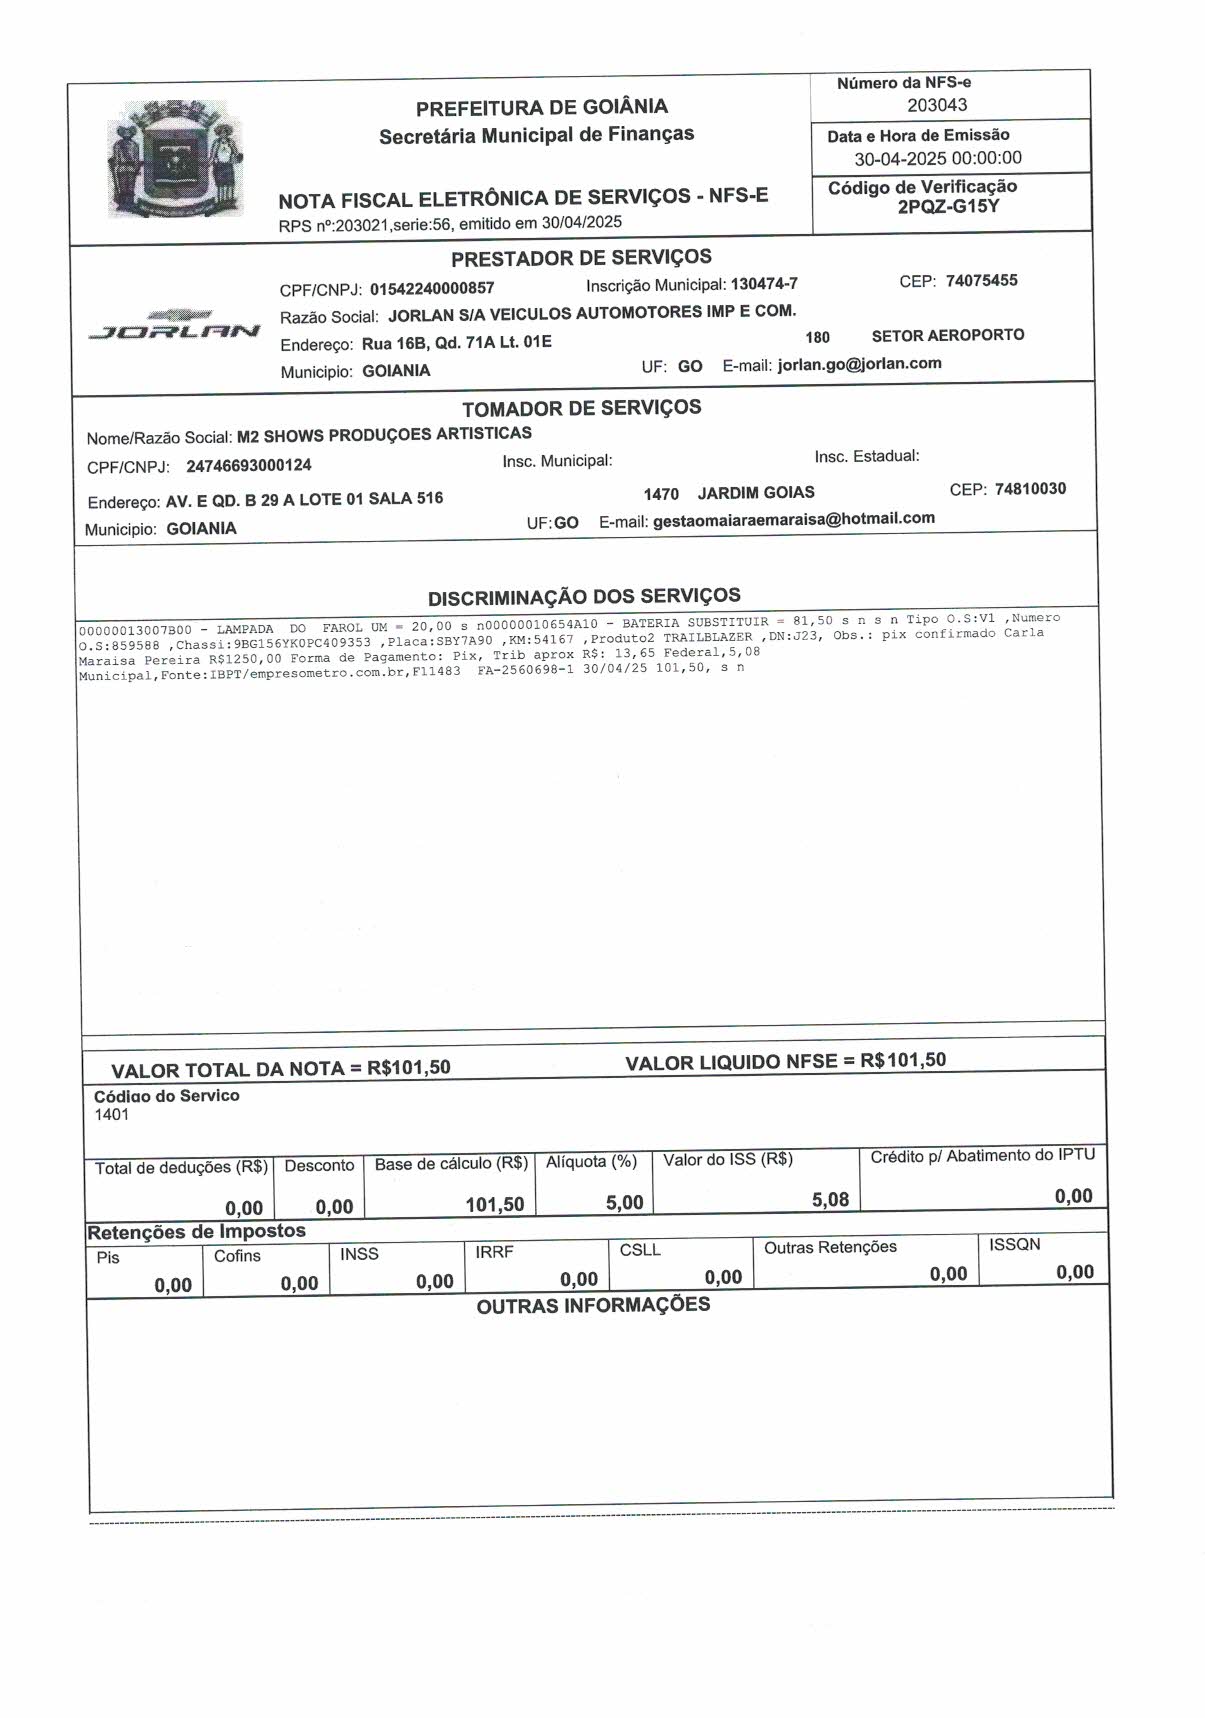 Número da NFS-e
203043
PREFEITURA DE GOIÂNIA
Secretária Municipal de Finanças
Data e Hora de Emissão
30-04-2025 00:00:00
NOTA FISCAL ELETRÔNICA DE SERVIÇOS - NFS-E
Código de Verificação
2PQZ-G15Y
RPS nº:203021,serie:56, emitido em 30/04/2025
PRESTADOR DE SERVIÇOS
JORLAN
CPF/CNPJ: 01542240000857 Inscrição Municipal: 130474-7 CEP: 74075455
Razão Social: JORLAN S/A VEICULOS AUTOMOTORES IMP E COM.
Endereço: Rua 16B, Qd. 71A Lt. 01E 180 SETOR AEROPORTO
Municipio: GOIANIA UF: GO E-mail: jorlan.go@jorlan.com
TOMADOR DE SERVIÇOS
Nome/Razão Social: M2 SHOWS PRODUÇOES ARTISTICAS
CPF/CNPJ: 24746693000124 Insc. Municipal: Insc. Estadual:
Endereço: AV. E QD. B 29 A LOTE 01 SALA 516 1470 JARDIM GOIAS CEP: 74810030
Municipio: GOIANIA UF:GO E-mail: gestaomaiaraemaraisa@hotmail.com
DISCRIMINAÇÃO DOS SERVIÇOS
00000013007B00 - LAMPADA DO FAROL UM = 20,00 s n00000010654A10 - BATERIA SUBSTITUIR = 81,50 s n s n Tipo O.S:V1 ,Numero
O.S:859588 ,Chassi:9BG156YK0PC409353 ,Placa:SBY7A90 ,KM:54167 ,Produto2 TRAILBLAZER ,DN:J23, Obs.: pix confirmado Carla
Maraisa Pereira R$1250,00 Forma de Pagamento: Pix, Trib aprox R$: 13,65 Federal,5,08
Municipal,Fonte:IBPT/empresometro.com.br,F11483 FA-2560698-1 30/04/25 101,50, s n
VALOR TOTAL DA NOTA = R$101,50 VALOR LIQUIDO NFSE = R$101,50
Código do Serviço
1401
Total de deduções (R$) Desconto Base de cálculo (R$) Alíquota (%) Valor do ISS (R$) Crédito p/ Abatimento do IPTU
0,00 0,00 101,50 5,00 5,08 0,00
Retenções de Impostos
Pis Cofins INSS IRRF CSLL Outras Retenções ISSQN
0,00 0,00 0,00 0,00 0,00 0,00 0,00
OUTRAS INFORMAÇÕES